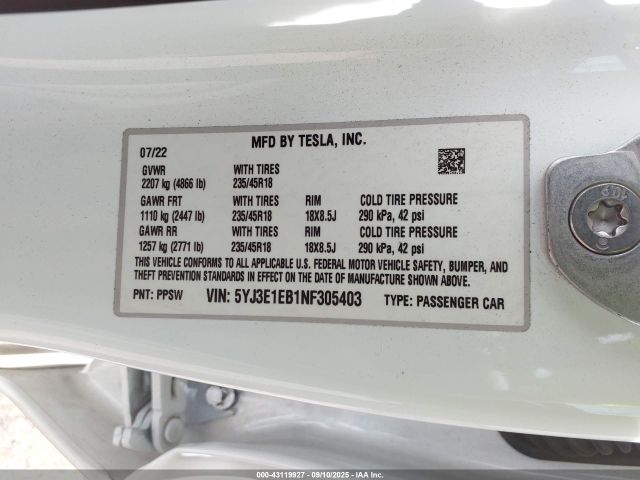 MFD BY TESLA, INC.
07/22
GVWR WITH TIRES
2207 kg (4866 lb) 235/45R18
GAWR FRT WITH TIRES RIM COLD TIRE PRESSURE
1110 kg (2447 lb) 235/45R18 18X8.5J 290 kPa, 42 psi
GAWR RR WITH TIRES RIM COLD TIRE PRESSURE
1257 kg (2771 lb) 235/45R18 18X8.5J 290 kPa, 42 psi
THIS VEHICLE CONFORMS TO ALL APPLICABLE U.S. FEDERAL MOTOR VEHICLE SAFETY, BUMPER, AND
THEFT PREVENTION STANDARDS IN EFFECT ON THE DATE OF MANUFACTURE SHOWN ABOVE.
PNT: PPSW VIN: 5YJ3E1EB1NF305403 TYPE: PASSENGER CAR
000-43119927 - 09/10/2025 - IAA Inc.